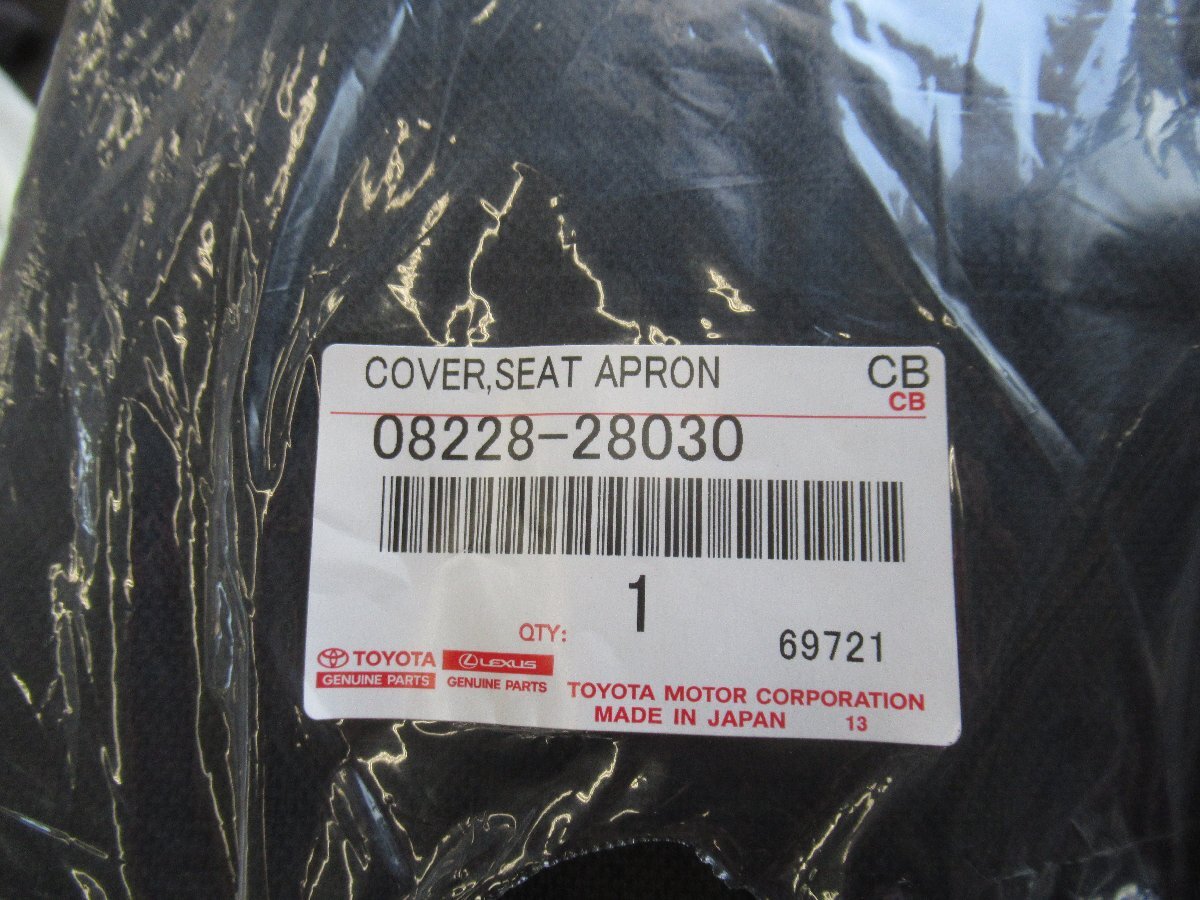 COVER,SEAT APRON CB
CB
08228-28030
1
QTY: 69721
TOYOTA LEXUS
GENUINE PARTS GENUINE PARTS
TOYOTA MOTOR CORPORATION
MADE IN JAPAN 13